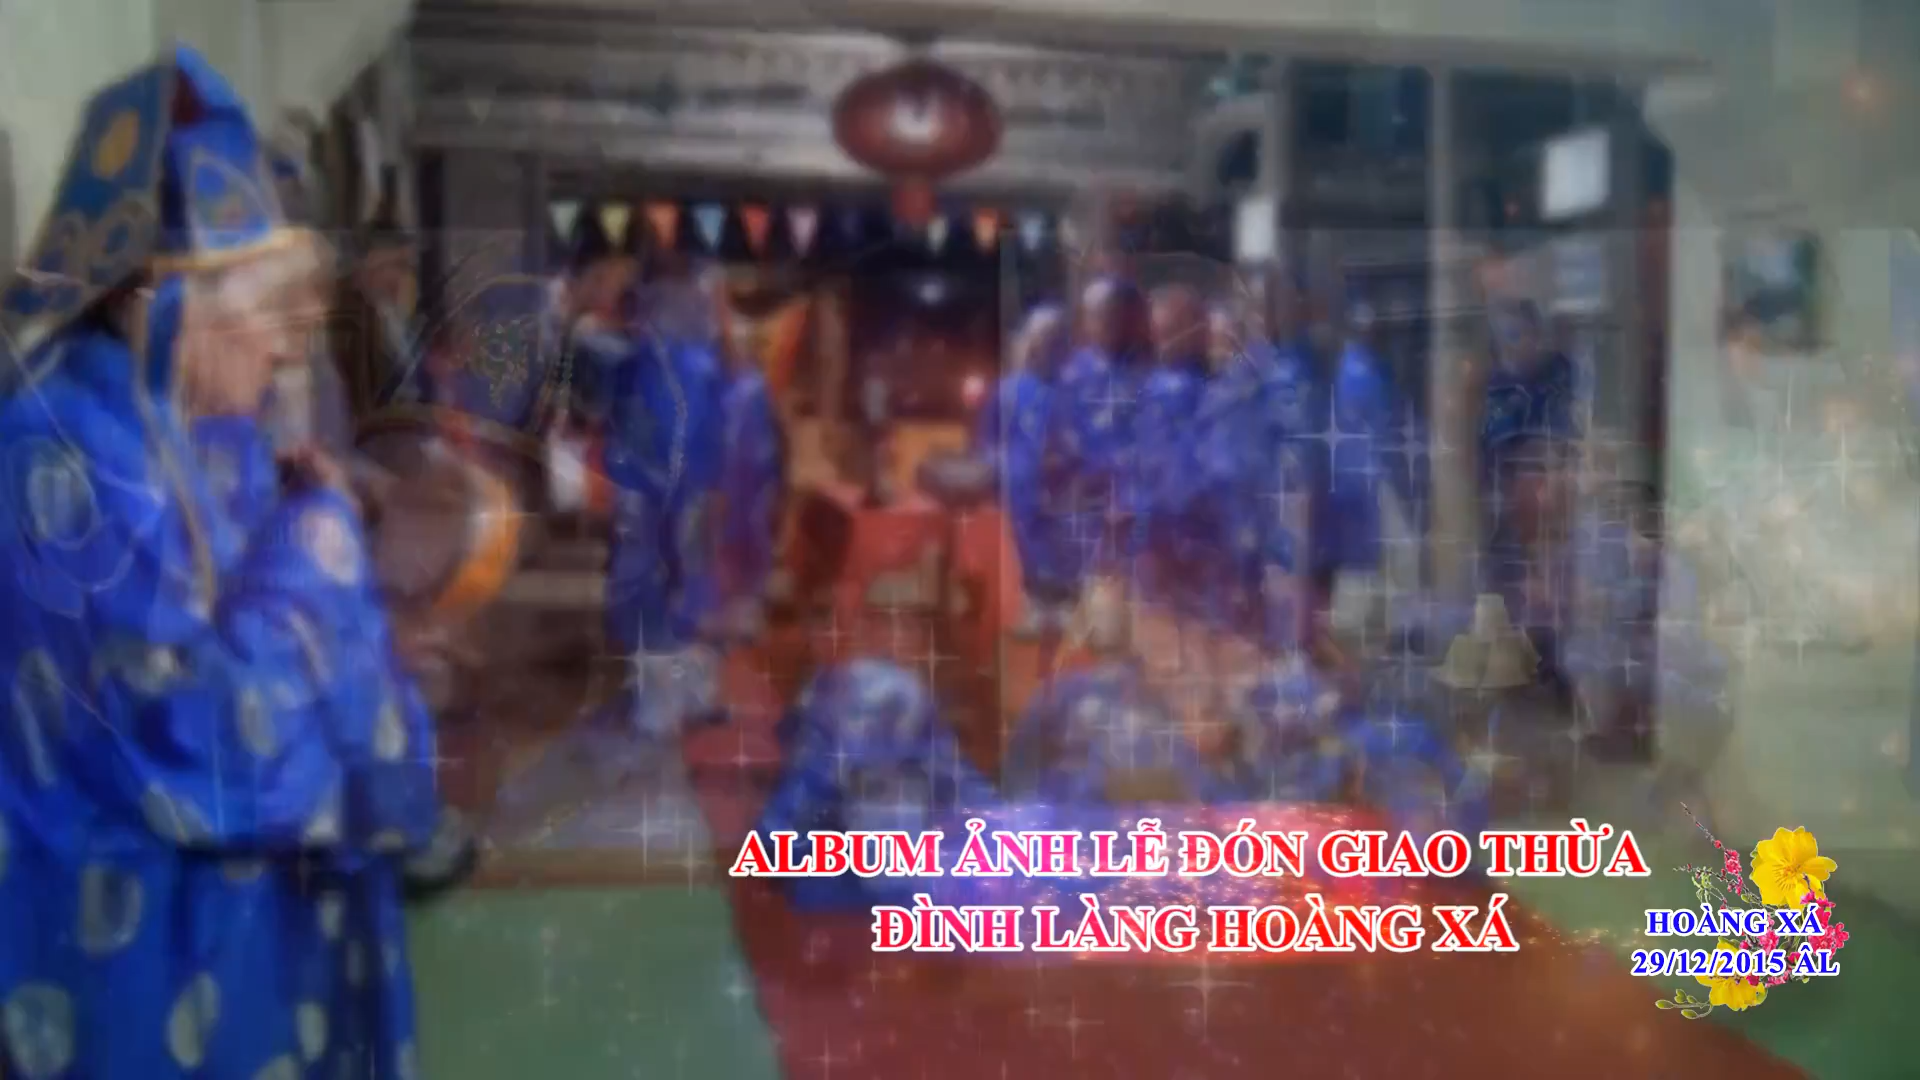 ALBUM ẢNH LỄ ĐÓN GIAO THỪA
ĐÌNH LÀNG HOÀNG XÁ
HOÀNG XÁ
29/12/2015 ÂL